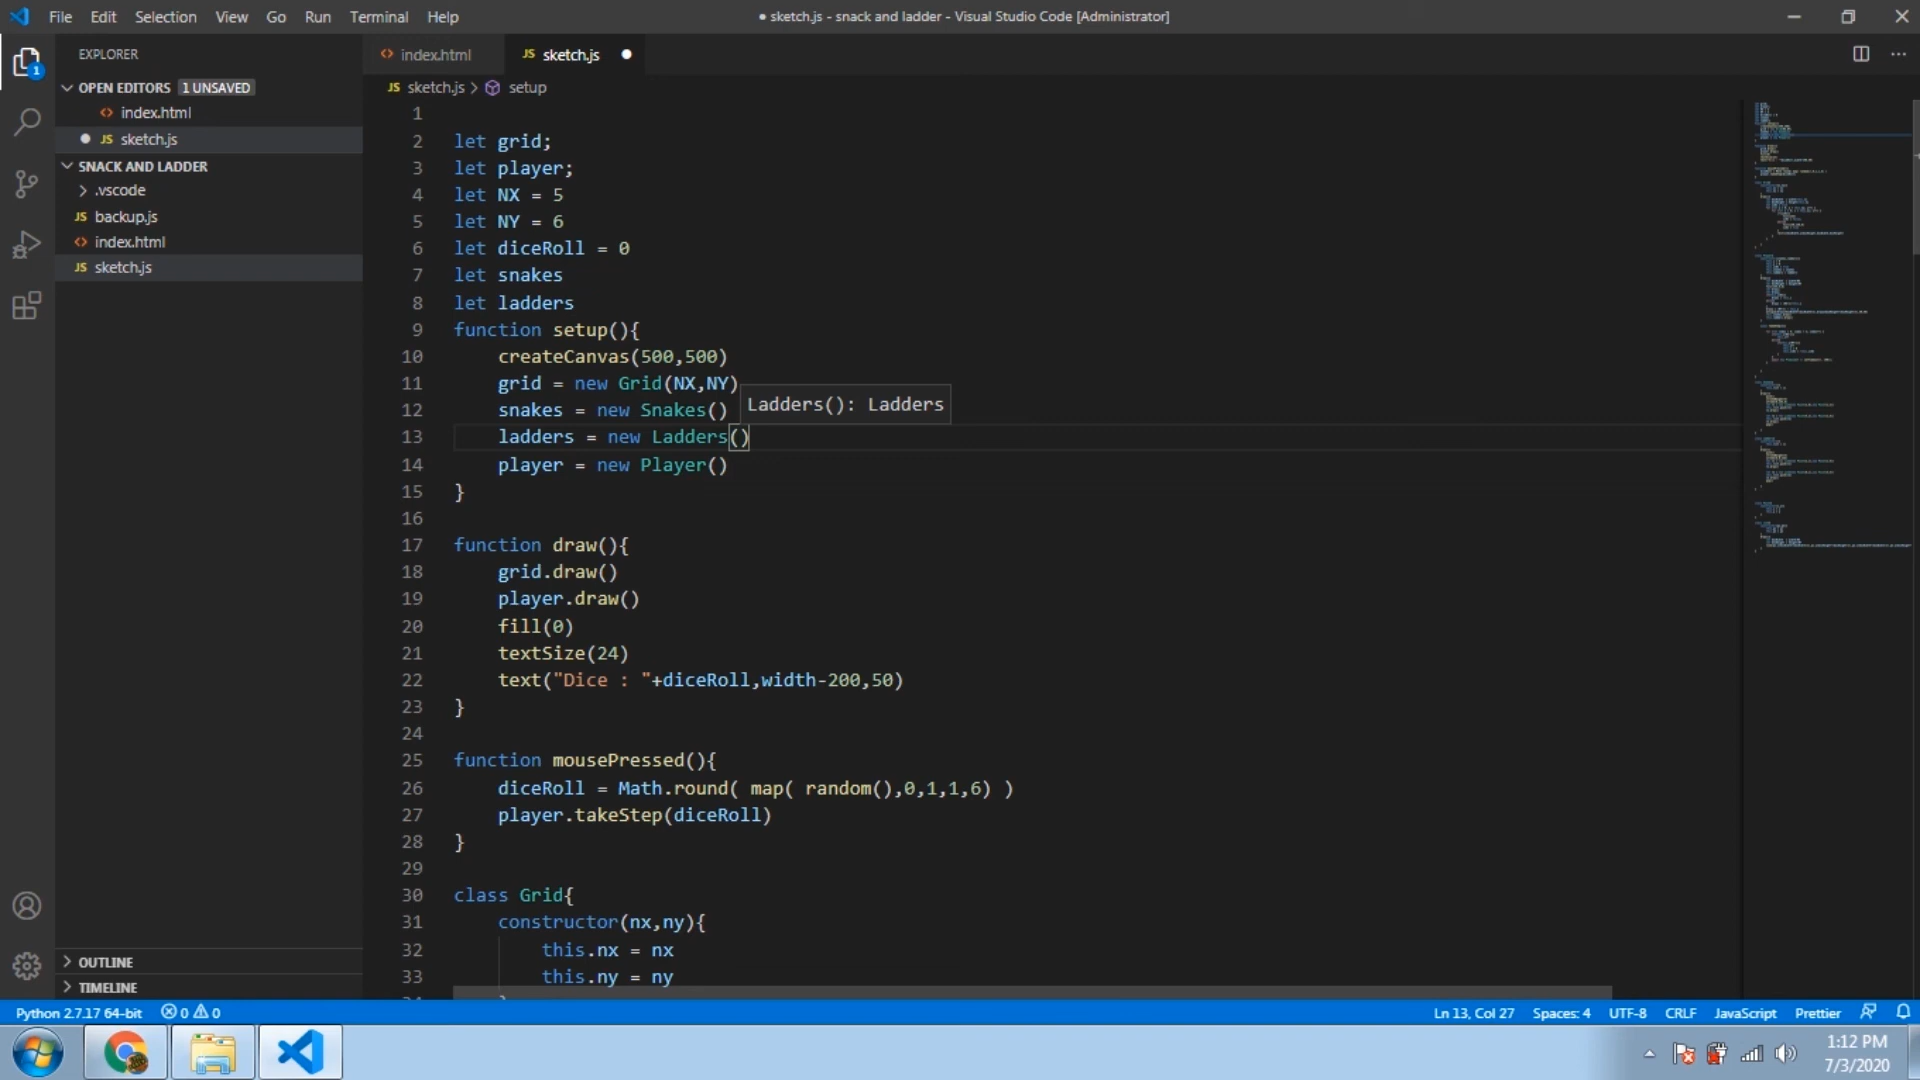 File Edit Selection View Go Run Terminal Help
● sketch.js - snack and ladder - Visual Studio Code [Administrator]
EXPLORER
OPEN EDITORS 1 UNSAVED
index.html
JS sketch.js
SNACK AND LADDER
.vscode
JS backup.js
index.html
JS sketch.js
OUTLINE
TIMELINE
1
index.html JS sketch.js
JS sketch.js > setup
1
2 let grid;
3 let player;
4 let NX = 5
5 let NY = 6
6 let diceRoll = 0
7 let snakes
8 let ladders
9 function setup(){
10 createCanvas(500,500)
11 grid = new Grid(NX,NY)
12 snakes = new Snakes()
Ladders(): Ladders
13 ladders = new Ladders()
14 player = new Player()
15 }
16
17 function draw(){
18 grid.draw()
19 player.draw()
20 fill(0)
21 textSize(24)
22 text("Dice : "+diceRoll,width-200,50)
23 }
24
25 function mousePressed(){
26 diceRoll = Math.round( map( random(),0,1,1,6) )
27 player.takeStep(diceRoll)
28 }
29
30 class Grid{
31 constructor(nx,ny){
32 this.nx = nx
33 this.ny = ny
Python 2.7.17 64-bit 0 0 Ln 13, Col 27 Spaces: 4 UTF-8 CRLF JavaScript Prettier
1:12 PM
7/3/2020